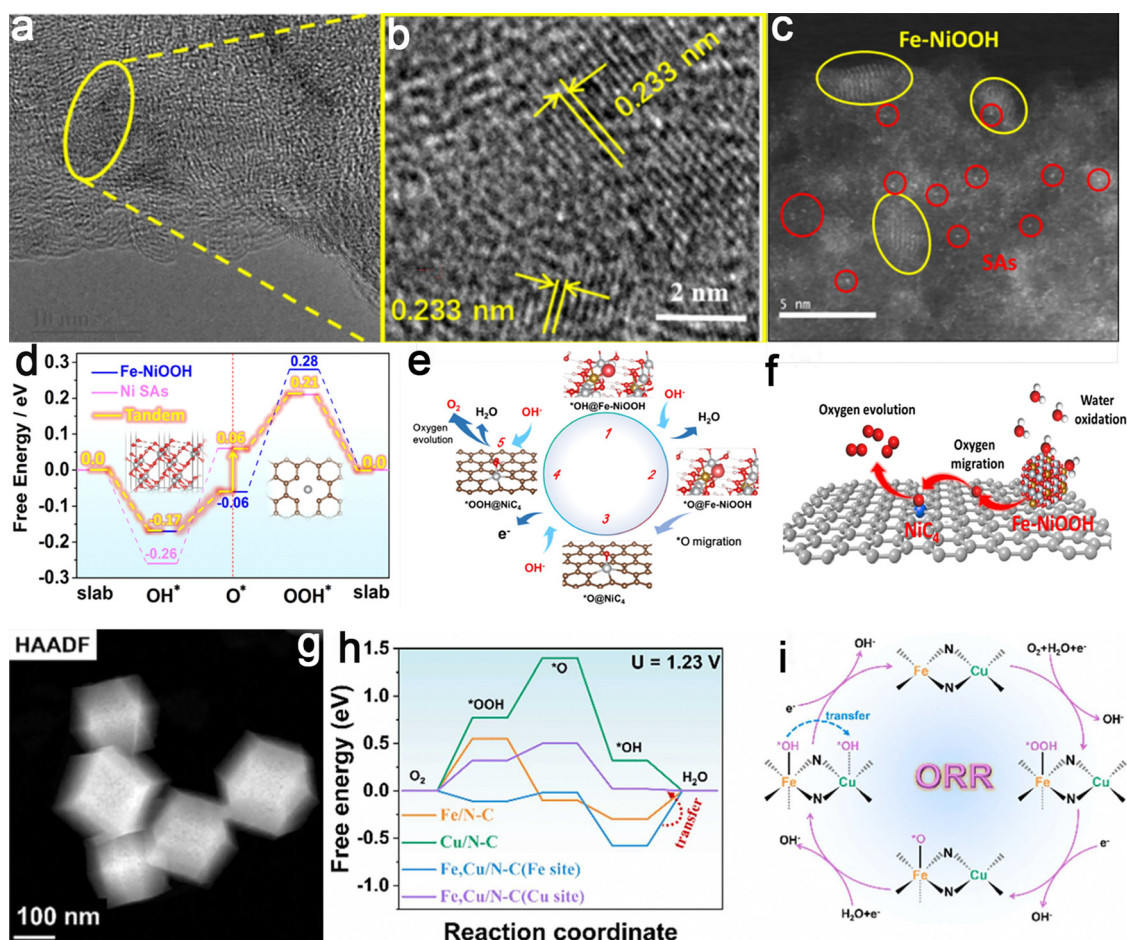 a
10 nm
b
0.233 nm
0.233 nm
2 nm
c
Fe-NiOOH
SAs
5 nm
d
Free Energy / eV
0.3
0.2
0.1
0.0
-0.1
-0.2
-0.3
Fe-NiOOH
Ni SAs
Tandem
0.0
-0.17
-0.26
0.06
-0.06
0.28
0.21
0.0
slab
OH*
O*
OOH*
slab
e
*OH@Fe-NiOOH
O₂
H₂O
OH⁻
OH⁻
H₂O
Oxygen
evolution
1
2
3
4
5
*OOH@NiC₄
*O@Fe-NiOOH
e⁻
OH⁻
*O migration
*O@NiC₄
f
Oxygen evolution
Water
oxidation
Oxygen
migration
NiC₄
Fe-NiOOH
HAADF
g
100 nm
h
Free energy (eV)
1.5
1.0
0.5
0.0
-0.5
-1.0
U = 1.23 V
O₂
*OOH
*O
*OH
H₂O
transfer
Fe/N-C
Cu/N-C
Fe,Cu/N-C(Fe site)
Fe,Cu/N-C(Cu site)
Reaction coordinate
i
OH⁻
O₂+H₂O+e⁻
Fe
N
N
Cu
e⁻
OH⁻
transfer
*OH
*OH
Fe
N
N
Cu
ORR
*OOH
Fe
N
N
Cu
OH⁻
e⁻
*O
Fe
N
N
Cu
H₂O+e⁻
OH⁻